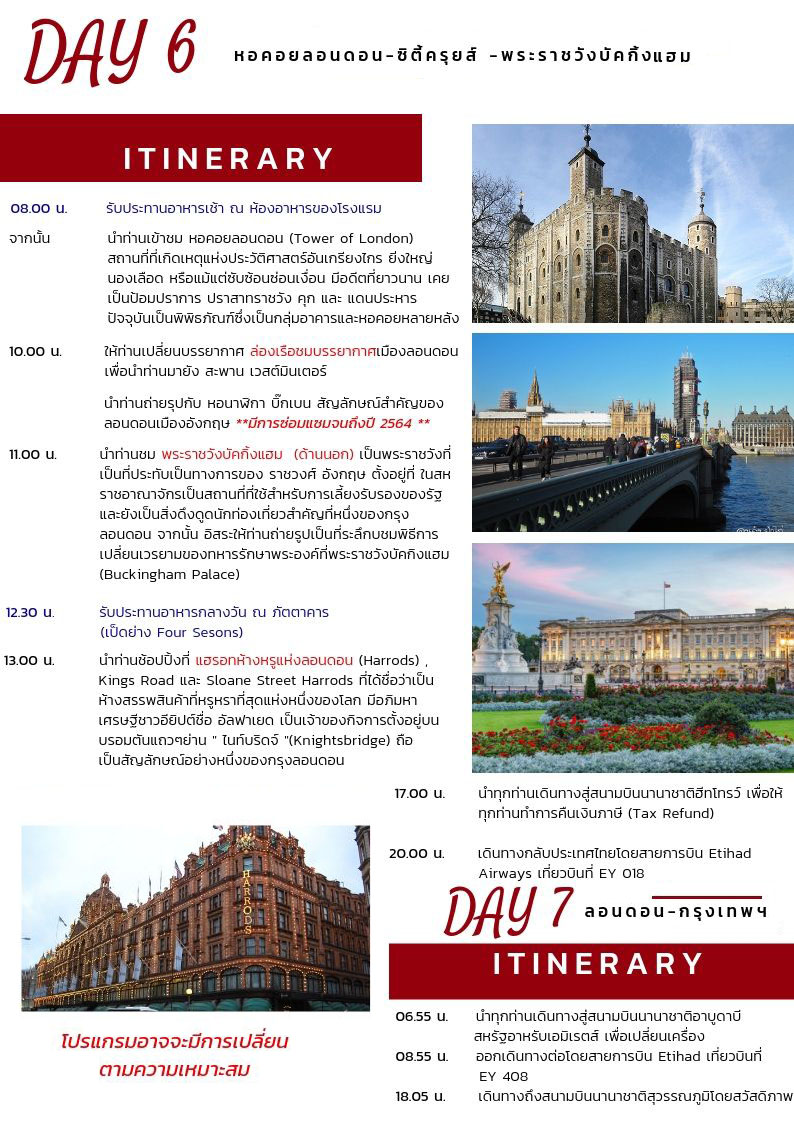 DAY 6
หอคอยลอนดอน-ซิตี้ครุยส์ -พระราชวังบัคกิ้งแฮม
ITINERARY
08.00 น. รับประทานอาหารเช้า ณ ห้องอาหารของโรงแรม
จากนั้น นำท่านเข้าชม หอคอยลอนดอน (Tower of London)
สถานที่ที่เกิดเหตุแห่งประวัติศาสตร์อันเกรียงไกร ยิ่งใหญ่
นองเลือด หรือแม้แต่ซับซ้อนซ่อนเงื่อน มีอดีตที่ยาวนาน เคย
เป็นป้อมปราการ ปราสาทราชวัง คุก และ แดนประหาร
ปัจจุบันเป็นพิพิธภัณฑ์ซึ่งเป็นกลุ่มอาคารและหอคอยหลายหลัง
10.00 น. ให้ท่านเปลี่ยนบรรยากาศ ล่องเรือชมบรรยากาศเมืองลอนดอน
เพื่อนำท่านมายัง สะพาน เวสต์มินเตอร์
นำท่านถ่ายรุปกับ หอนาฬิกา บิ๊กเบน สัญลักษณ์สำคัญของ
ลอนดอนเมืองอังกฤษ **มีการซ่อมแซมจนถึงปี 2564 **
11.00 น. นำท่านชม พระราชวังบัคกิ้งแฮม (ด้านนอก) เป็นพระราชวังที่
เป็นที่ประทับเป็นทางการของ ราชวงศ์ อังกฤษ ตั้งอยู่ที่ ในสห
ราชอาณาจักรเป็นสถานที่ที่ใช้สำหรับการเลี้ยงรับรองของรัฐ
และยังเป็นสิ่งดึงดูดนักท่องเที่ยวสำคัญที่หนึ่งของกรุง
ลอนดอน จากนั้น อิสระให้ท่านถ่ายรูปเป็นที่ระลึกบชมพิธีการ
เปลี่ยนเวรยามของทหารรักษาพระองค์ที่พระราชวังบัคกิงแฮม
(Buckingham Palace)
12.30 น. รับประทานอาหารกลางวัน ณ ภัตตาคาร
(เป็ดย่าง Four Sesons)
13.00 น. นำท่านช้อปปิ้งที่ แฮรอทห้างหรูแห่งลอนดอน (Harrods) ,
Kings Road และ Sloane Street Harrods ที่ได้ชื่อว่าเป็น
ห้างสรรพสินค้าที่หรูหราที่สุดแห่งหนึ่งของโลก มีอภิมหา
เศรษฐีชาวอียิปต์ชื่อ อัลฟาเยด เป็นเจ้าของกิจการตั้งอยู่บน
บรอมตันแถวๆย่าน " ไนท์บริดจ์ "(Knightsbridge) ถือ
เป็นสัญลักษณ์อย่างหนึ่งของกรุงลอนดอน
17.00 น. นำทุกท่านเดินทางสู่สนามบินนานาชาติฮีทโทรว์ เพื่อให้
ทุกท่านทำการคืนเงินภาษี (Tax Refund)
20.00 น. เดินทางกลับประเทศไทยโดยสายการบิน Etihad
Airways เที่ยวบินที่ EY 018
HARRODS
โปรแกรมอาจจะมีการเปลี่ยน
ตามความเหมาะสม
DAY 7
ลอนดอน-กรุงเทพฯ
ITINERARY
06.55 น. นำทุกท่านเดินทางสู่สนามบินนานาชาติอาบูดาบี
สหรัฐอาหรับเอมิเรตส์ เพื่อเปลี่ยนเครื่อง
08.55 น. ออกเดินทางต่อโดยสายการบิน Etihad เที่ยวบินที่
EY 408
18.05 น. เดินทางถึงสนามบินนานาชาติสุวรรณภูมิโดยสวัสดิภาพ